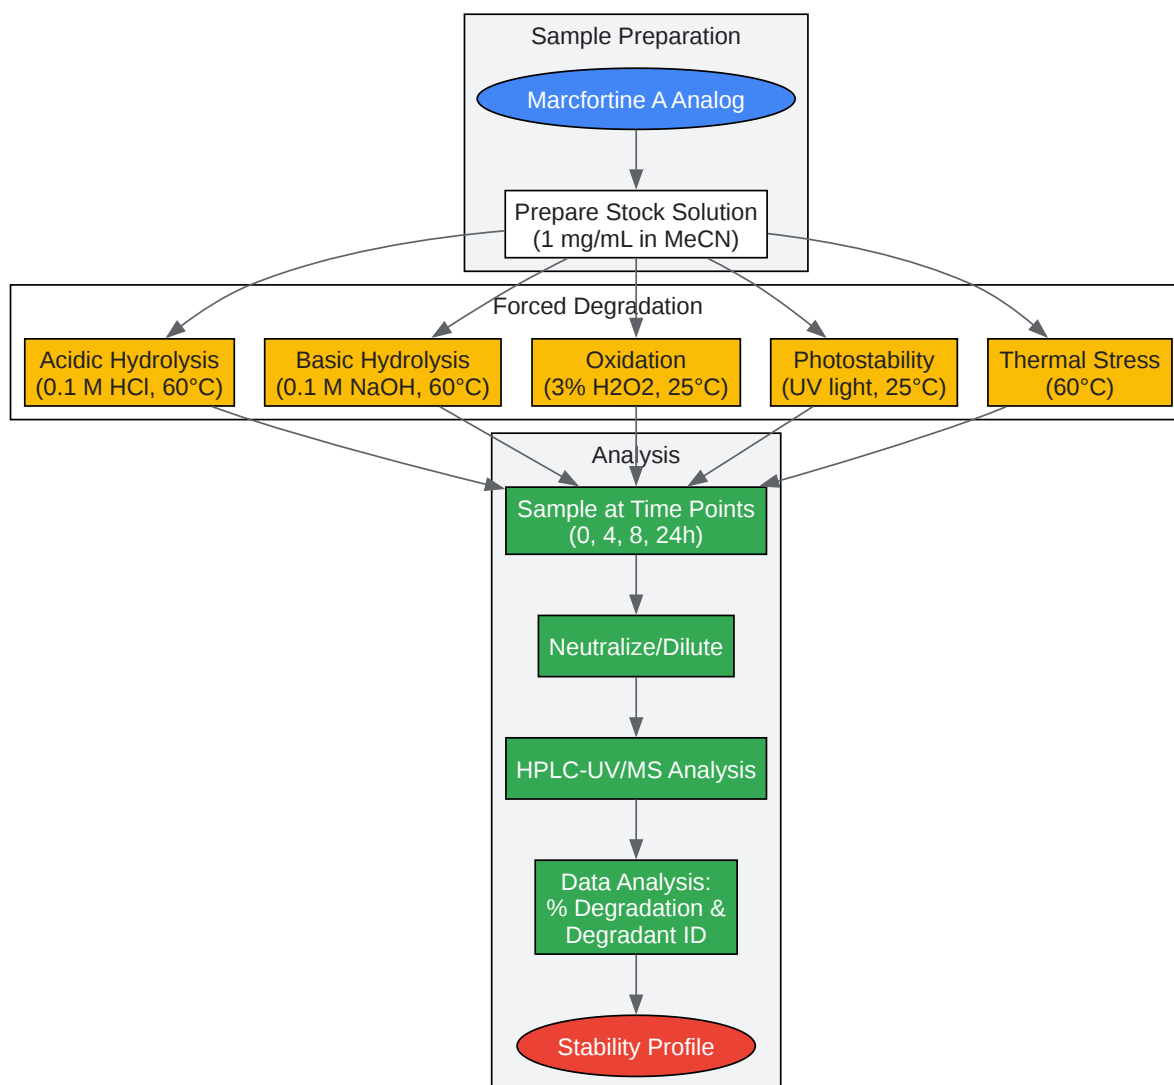 Sample Preparation
Marcfortine A Analog
Prepare Stock Solution
(1 mg/mL in MeCN)
Forced Degradation
Acidic Hydrolysis
(0.1 M HCl, 60°C)
Basic Hydrolysis
(0.1 M NaOH, 60°C)
Oxidation
(3% H2O2, 25°C)
Photostability
(UV light, 25°C)
Thermal Stress
(60°C)
Analysis
Sample at Time Points
(0, 4, 8, 24h)
Neutralize/Dilute
HPLC-UV/MS Analysis
Data Analysis:
% Degradation &
Degradant ID
Stability Profile